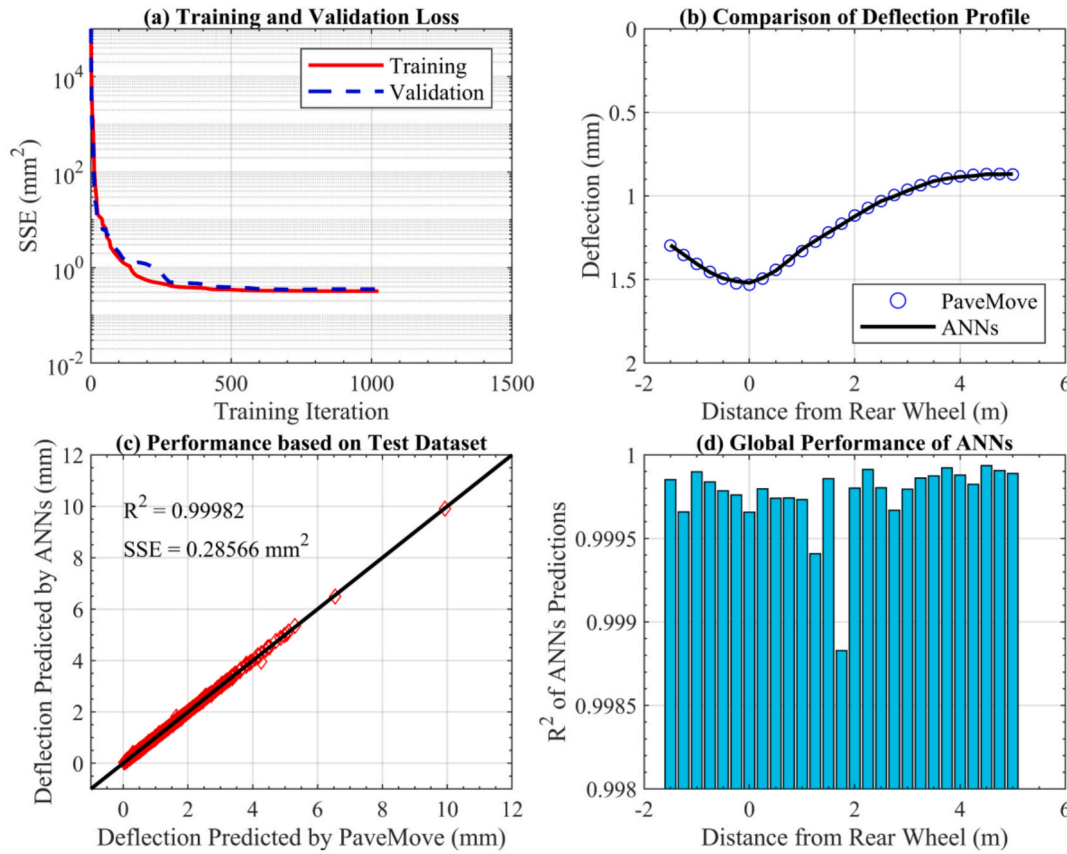 (a) Training and Validation Loss
10^4
10^2
10^0
10^-2
SSE (mm^2)
Training
Validation
0
500
1000
1500
Training Iteration
(b) Comparison of Deflection Profile
0
0.5
1
1.5
2
Deflection (mm)
PaveMove
ANNs
-2
0
2
4
6
Distance from Rear Wheel (m)
(c) Performance based on Test Dataset
12
10
8
6
4
2
0
Deflection Predicted by ANNs (mm)
R^2 = 0.99982
SSE = 0.28566 mm^2
0
2
4
6
8
10
12
Deflection Predicted by PaveMove (mm)
(d) Global Performance of ANNs
1
0.9995
0.999
0.9985
0.998
R^2 of ANNs Predictions
-2
0
2
4
6
Distance from Rear Wheel (m)